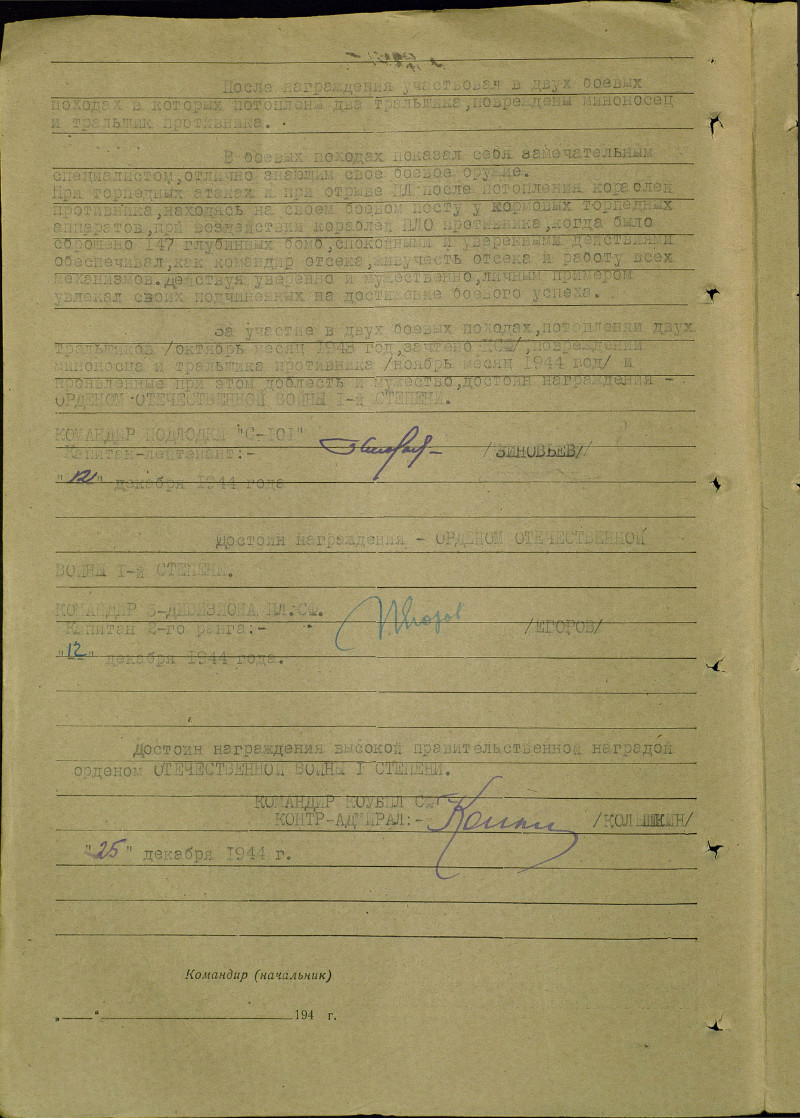 После награждения участвовал в двух боевых
походах в которых потоплены два тральщика, повреждены миноносец
и тральщик противника.
В боевых походах показал себя замечательным
специалистом, отлично знающим свое боевое оружие.
При торпедных атаках и при отрыве ПЛ после потопления кораблей
противника, находясь на своем боевом посту у кормовых торпедных
аппаратов, при воздействии кораблей ПЛО противника, когда было
сброшено 147 глубинных бомб, спокойными и уверенными действиями
обеспечивал, как командир отсека, живучесть отсека и работу всех
механизмов. Действуя уверенно и мужественно, личным примером
увлекал своих подчиненных на достижение боевого успеха.
За участие в двух боевых походах, потоплении двух
тральщиков /октябрь месяц 1943 год, зачтено КСФ/, повреждении
миноносца и тральщика противника /ноябрь месяц 1944 год/ и
проявленные при этом доблесть и мужество, достоин награждения -
ОРДЕНОМ ОТЕЧЕСТВЕННОЙ ВОЙНЫ I-й СТЕПЕНИ.
КОМАНДИР ПОДЛОДКИ "С-101"
Капитан-лейтенант:- /ЗИНОВЬЕВ/
"12" декабря 1944 года
Достоин награждения - ОРДЕНОМ ОТЕЧЕСТВЕННОЙ
ВОЙНЫ I-й СТЕПЕНИ.
КОМАНДИР 3-ДИВИЗИОНА ПЛ. СФ.
Капитан 2-го ранга:- /ЕГОРОВ/
"12" декабря 1944 года.
Достоин награждения высокой правительственной наградой
орденом ОТЕЧЕСТВЕННОЙ ВОЙНЫ I СТЕПЕНИ.
КОМАНДИР БПЛ СФ
КОНТР-АДМИРАЛ:- /КОЛЫШКИН/
"25" декабря 1944 г.
Командир (начальник)
„____“____________________194 г.